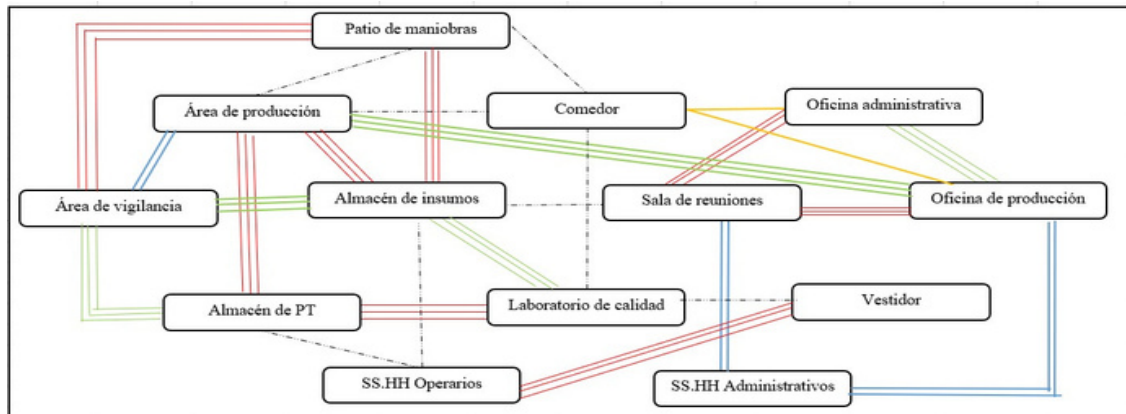 Patio de maniobras
Área de producción
Comedor
Oficina administrativa
Área de vigilancia
Almacén de insumos
Sala de reuniones
Oficina de producción
Almacén de PT
Laboratorio de calidad
Vestidor
SS.HH Operarios
SS.HH Administrativos